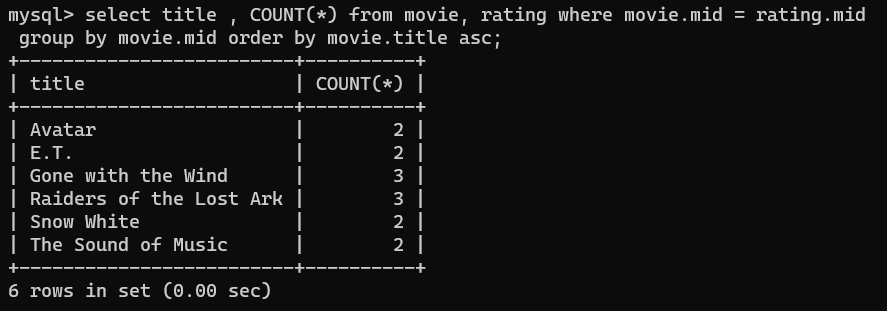 mysql> select title , COUNT(*) from movie, rating where movie.mid = rating.mid
 group by movie.mid order by movie.title asc;
+-------------------------+----------+
| title                   | COUNT(*) |
+-------------------------+----------+
| Avatar                  |        2 |
| E.T.                    |        2 |
| Gone with the Wind      |        3 |
| Raiders of the Lost Ark |        3 |
| Snow White              |        2 |
| The Sound of Music      |        2 |
+-------------------------+----------+
6 rows in set (0.00 sec)